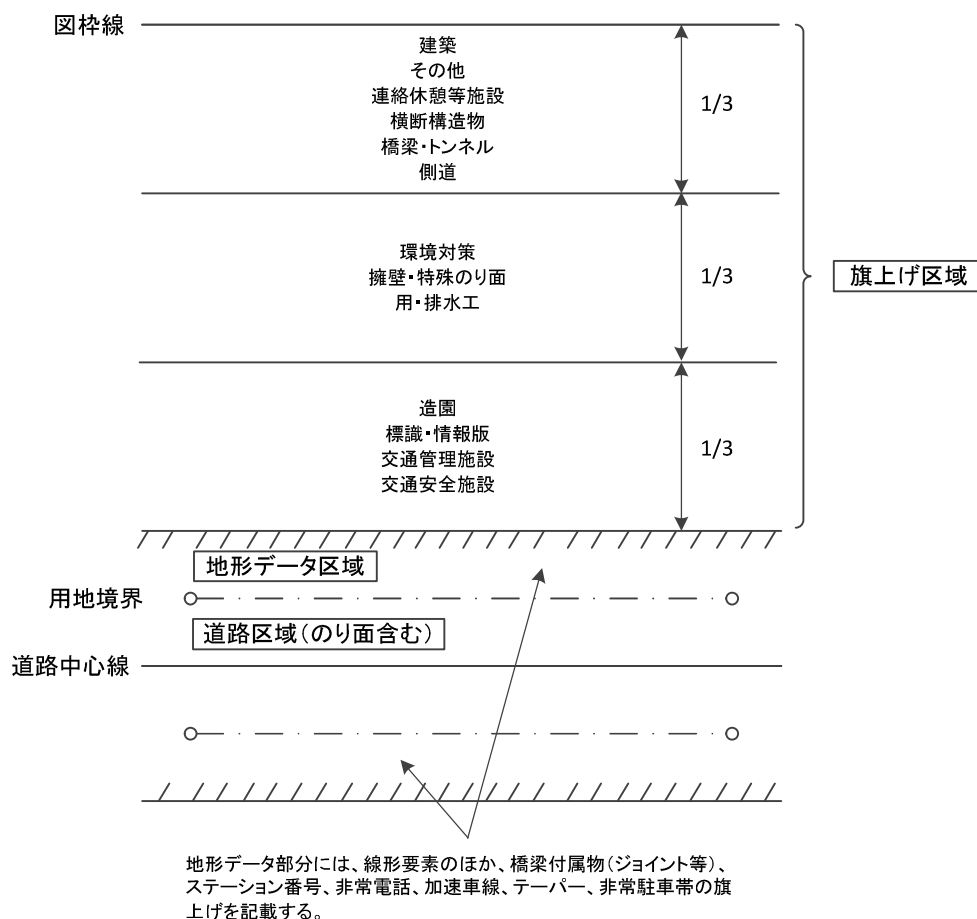 図枠線
建築
その他
連絡休憩等施設
横断構造物
橋梁・トンネル
側道
1/3
環境対策
擁壁・特殊のり面
用・排水工
1/3
旗上げ区域
造園
標識・情報版
交通管理施設
交通安全施設
1/3
地形データ区域
用地境界
道路区域(のり面含む)
道路中心線
地形データ部分には、線形要素のほか、橋梁付属物(ジョイント等)、
ステーション番号、非常電話、加速車線、テーパー、非常駐車帯の旗
上げを記載する。